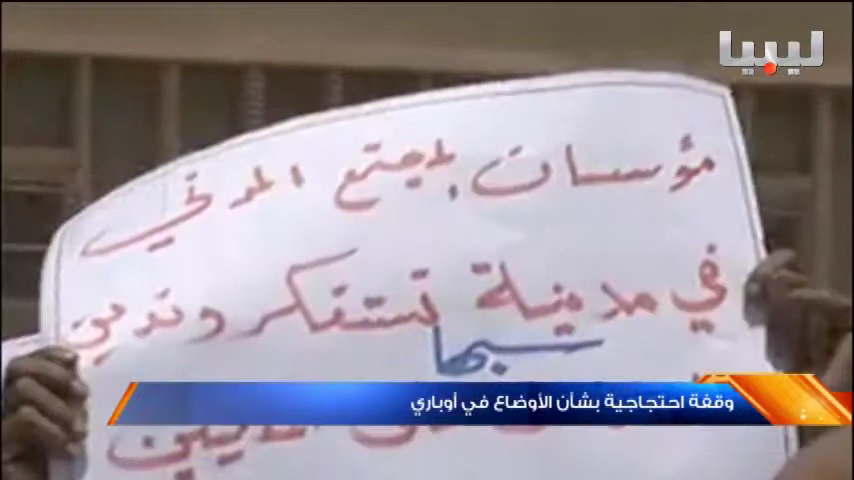 ليبيا
مؤسسات المجتمع المدني
في مدينة تستنكر وتدين
سبها
وقفة احتجاجية بشأن الأوضاع في أوباري